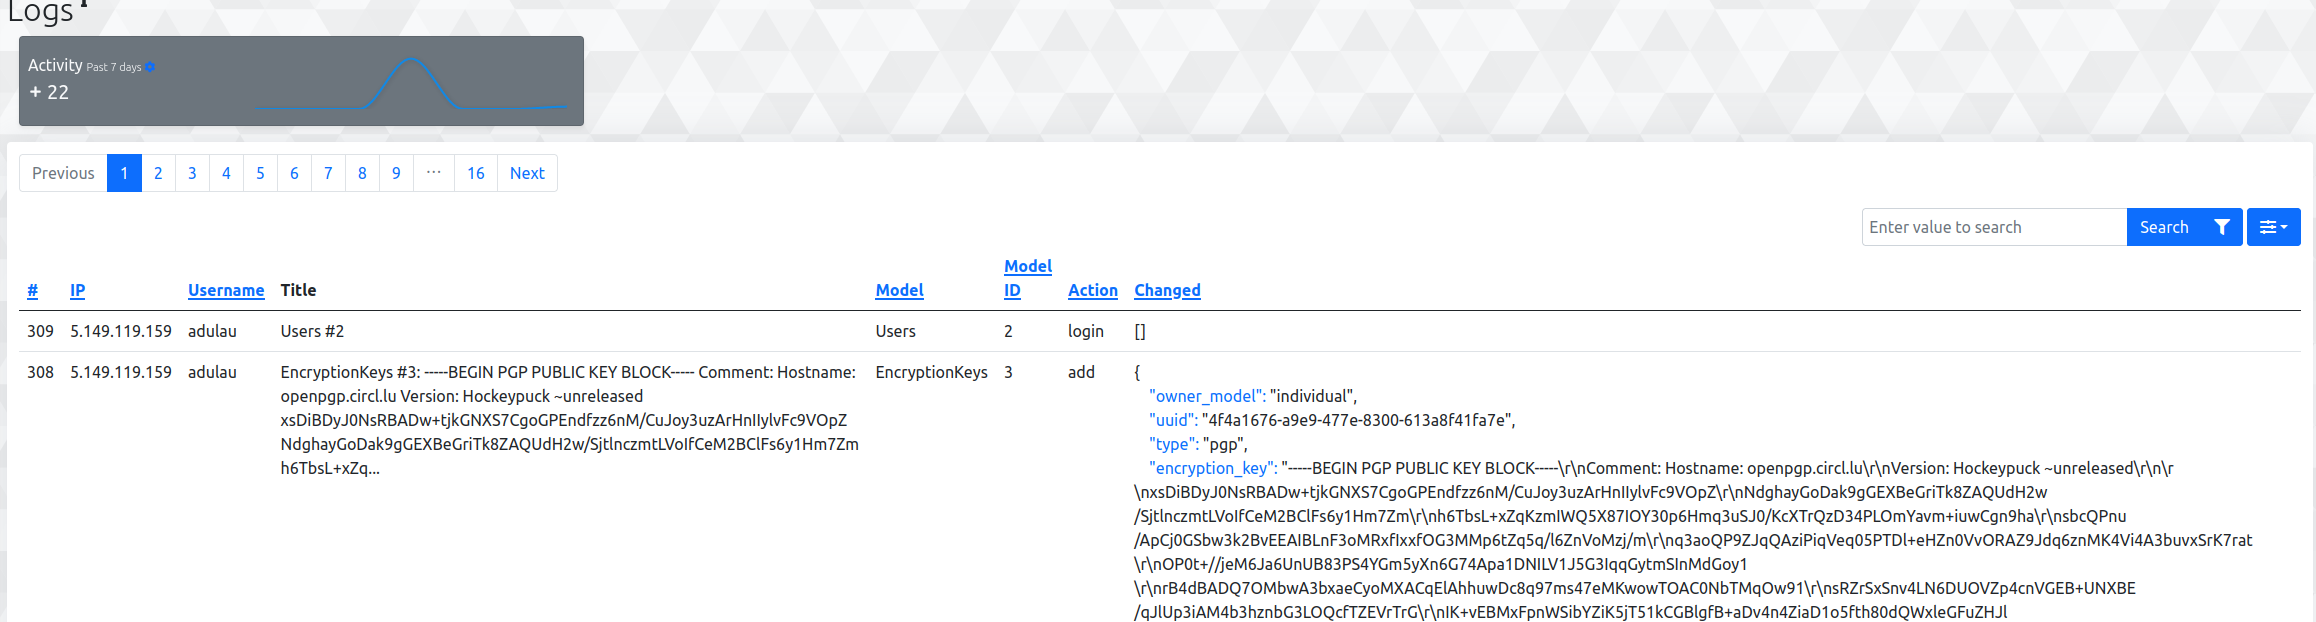 Logs
Activity Past 7 days
+ 22
Previous 1 2 3 4 5 6 7 8 9 ... 16 Next
Enter value to search Search
# IP Username Title Model Model ID Action Changed
309 5.149.119.159 adulau Users #2 Users 2 login []
308 5.149.119.159 adulau EncryptionKeys #3: -----BEGIN PGP PUBLIC KEY BLOCK----- Comment: Hostname: EncryptionKeys 3 add {
openpgp.circl.lu Version: Hockeypuck ~unreleased
xsDiBDyJ0NsRBADw+tjkGNXS7CgoGPEndfzz6nM/CuJoy3uzArHnIIylvFc9VOpZ
NdghayGoDak9gGEXBeGriTk8ZAQUdH2w/SjtlnczmtLVoIfCeM2BClFs6y1Hm7Zm
h6TbsL+xZq...
"owner_model": "individual",
"uuid": "4f4a1676-a9e9-477e-8300-613a8f41fa7e",
"type": "pgp",
"encryption_key": "-----BEGIN PGP PUBLIC KEY BLOCK-----\r\nComment: Hostname: openpgp.circl.lu\r\nVersion: Hockeypuck ~unreleased\r\n\r
\nxsDiBDyJ0NsRBADw+tjkGNXS7CgoGPEndfzz6nM/CuJoy3uzArHnIIylvFc9VOpZ\r\nNdghayGoDak9gGEXBeGriTk8ZAQUdH2w
/SjtlnczmtLVoIfCeM2BClFs6y1Hm7Zm\r\nh6TbsL+xZqKzmIWQ5X87IOY30p6Hmq3uSJ0/KcXTrQzD34PLOmYavm+iuwCgn9ha\r\nsbcQPnu
/ApCj0GSbw3k2BvEEAIBLnF3oMRxfIxxfOG3MMp6tZq5q/l6ZnVoMzj/m\r\nq3aoQP9ZJqQAziPiqVeq05PTDl+eHZn0VvORAZ9Jdq6znMK4Vi4A3buvxSrK7rat
\r\nOP0t+//jeM6Ja6UnUB83PS4YGm5yXn6G74Apa1DNILV1J5G3IqqGytmSInMdGoy1
\r\nrB4dBADQ7OMbwA3bxaeCyoMXACqElAhhuwDc8q97ms47eMKwowTOAC0NbTMqOw91\r\nsRZrSxSnv4LN6DUOVZp4cnVGEB+UNXBE
/qJlUp3iAM4b3hznbG3LOQcfTZEVrTrG\r\nIK+vEBMxFpnWSibYZiK5jT51kCGBlgfB+aDv4n4ZiaD1o5fth80dQWxleGFuZHJl